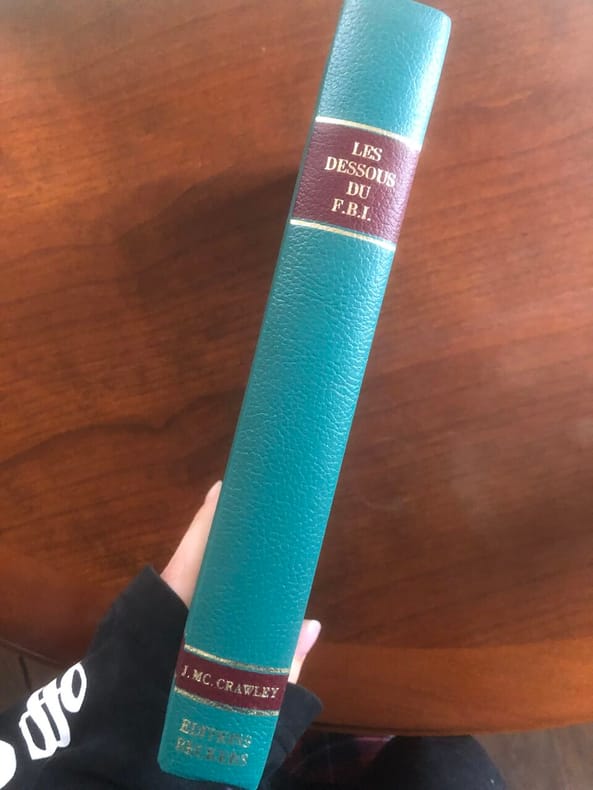 LES
DESSOUS
DU
F.B.I.
J. MC. CRAWLEY
EDITIONS